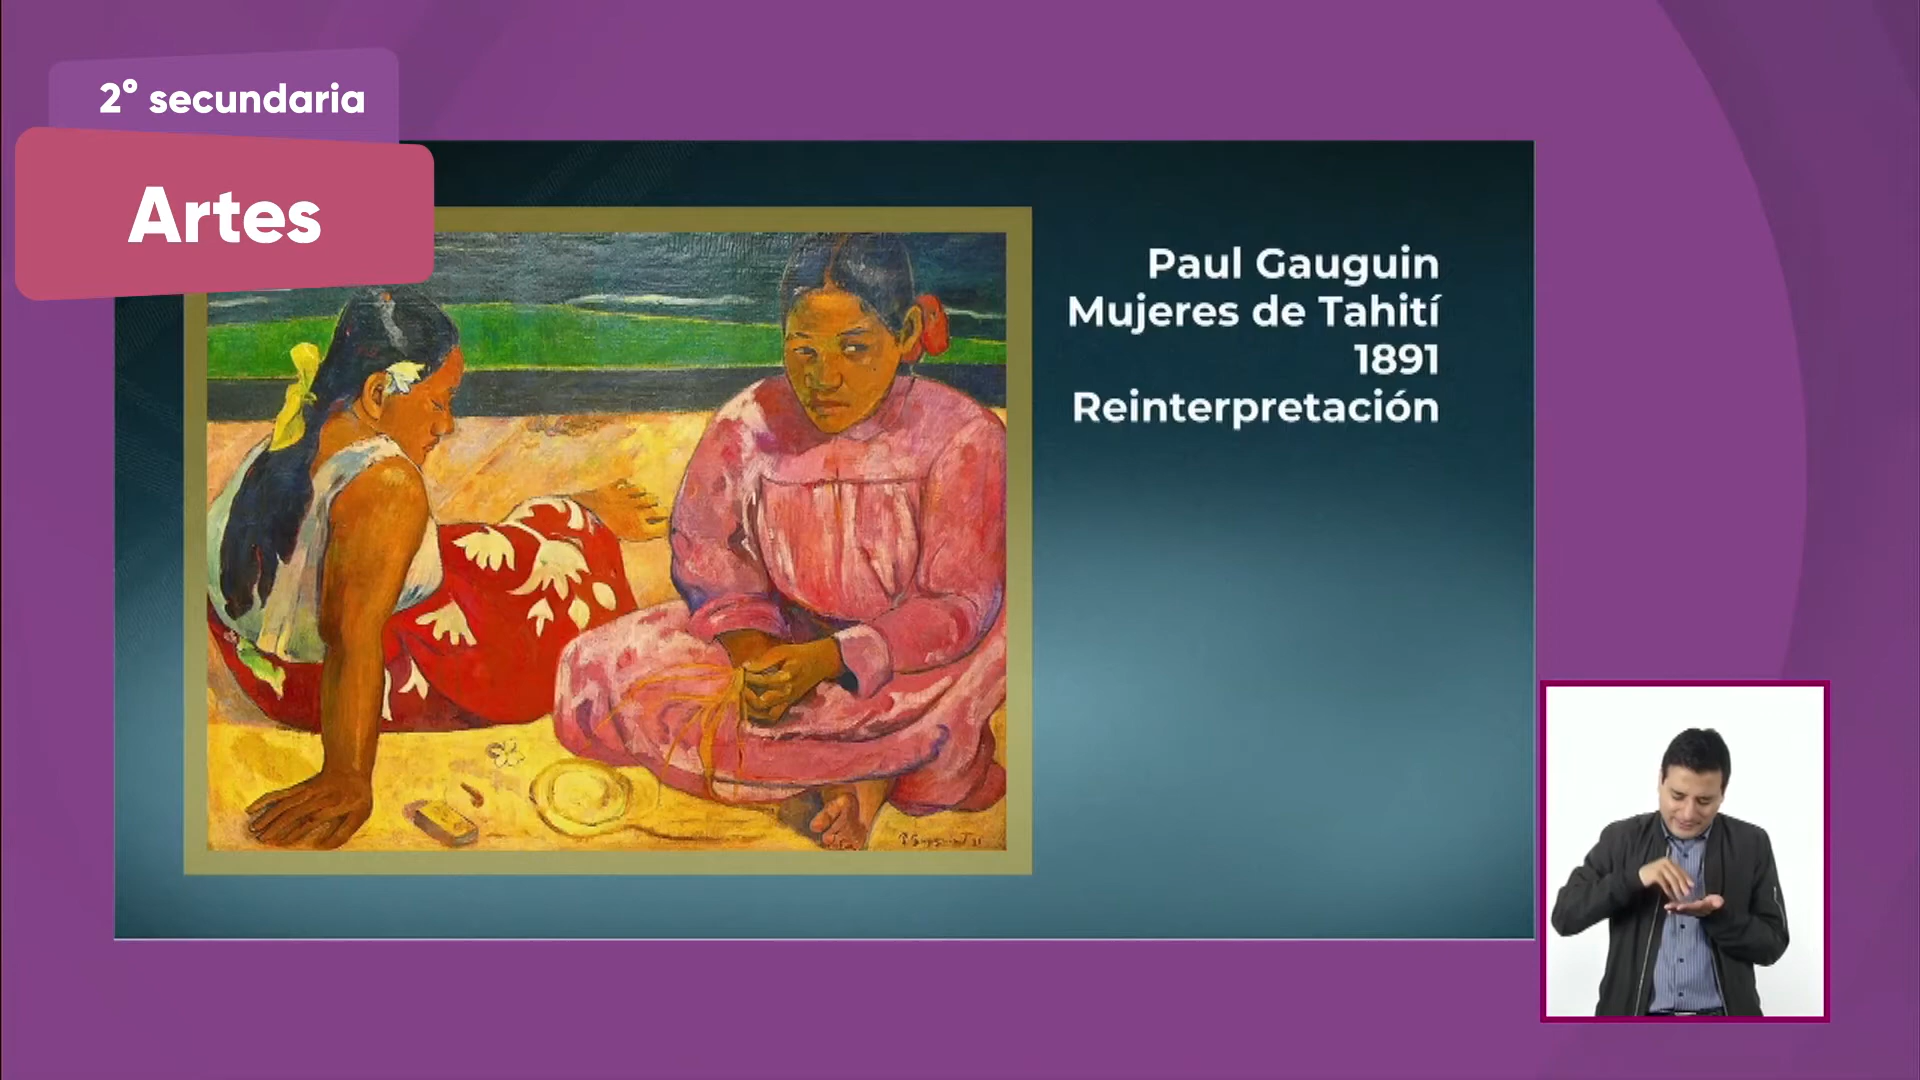 2° secundaria
Artes
Paul Gauguin
Mujeres de Tahití
1891
Reinterpretación